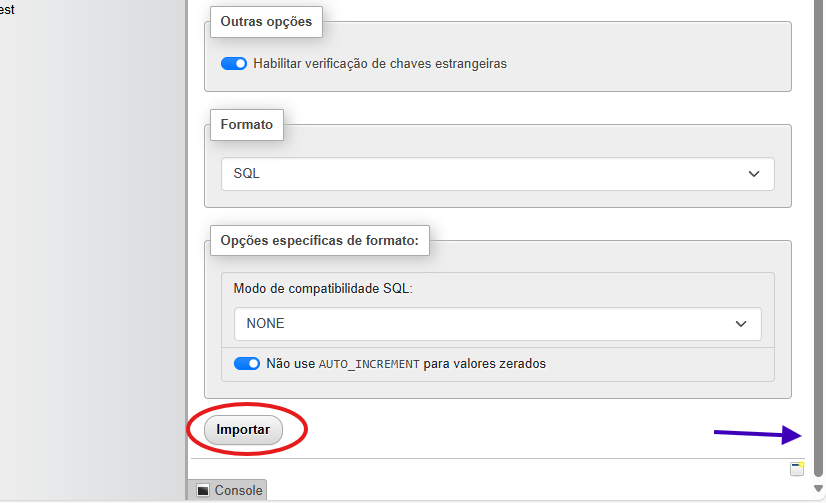 est
Outras opções
Habilitar verificação de chaves estrangeiras
Formato
SQL
Opções específicas de formato:
Modo de compatibilidade SQL:
NONE
Não use AUTO_INCREMENT para valores zerados
Importar
Console